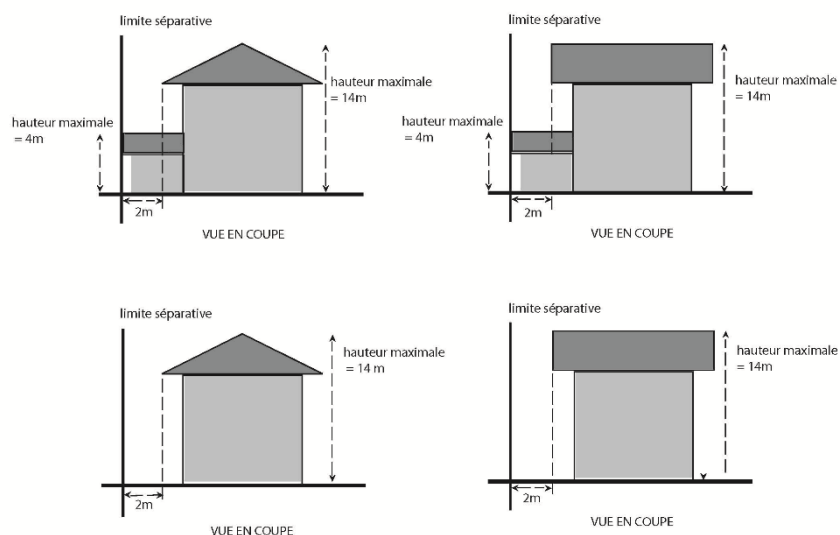 limite séparative
hauteur maximale
= 14m
hauteur maximale
= 4m
2m
VUE EN COUPE
limite séparative
hauteur maximale
= 14m
hauteur maximale
= 4m
2m
VUE EN COUPE
limite séparative
hauteur maximale
= 14 m
2m
VUE EN COUPE
limite séparative
hauteur maximale
= 14m
2m
VUE EN COUPE